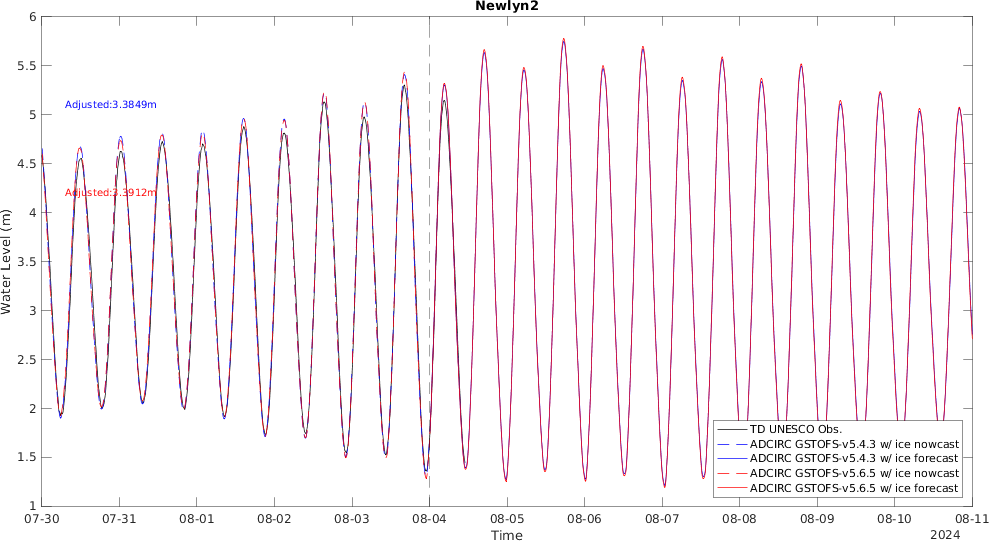 Newlyn2
Water Level (m)
6
5.5
5
4.5
4
3.5
3
2.5
2
1.5
1
Adjusted:3.3849m
Adjusted:3.3912m
TD UNESCO Obs.
ADCIRC GSTOFS-v5.4.3 w/ ice nowcast
ADCIRC GSTOFS-v5.4.3 w/ ice forecast
ADCIRC GSTOFS-v5.6.5 w/ ice nowcast
ADCIRC GSTOFS-v5.6.5 w/ ice forecast
07-30 07-31 08-01 08-02 08-03 08-04 08-05 08-06 08-07 08-08 08-09 08-10 08-11
Time
2024